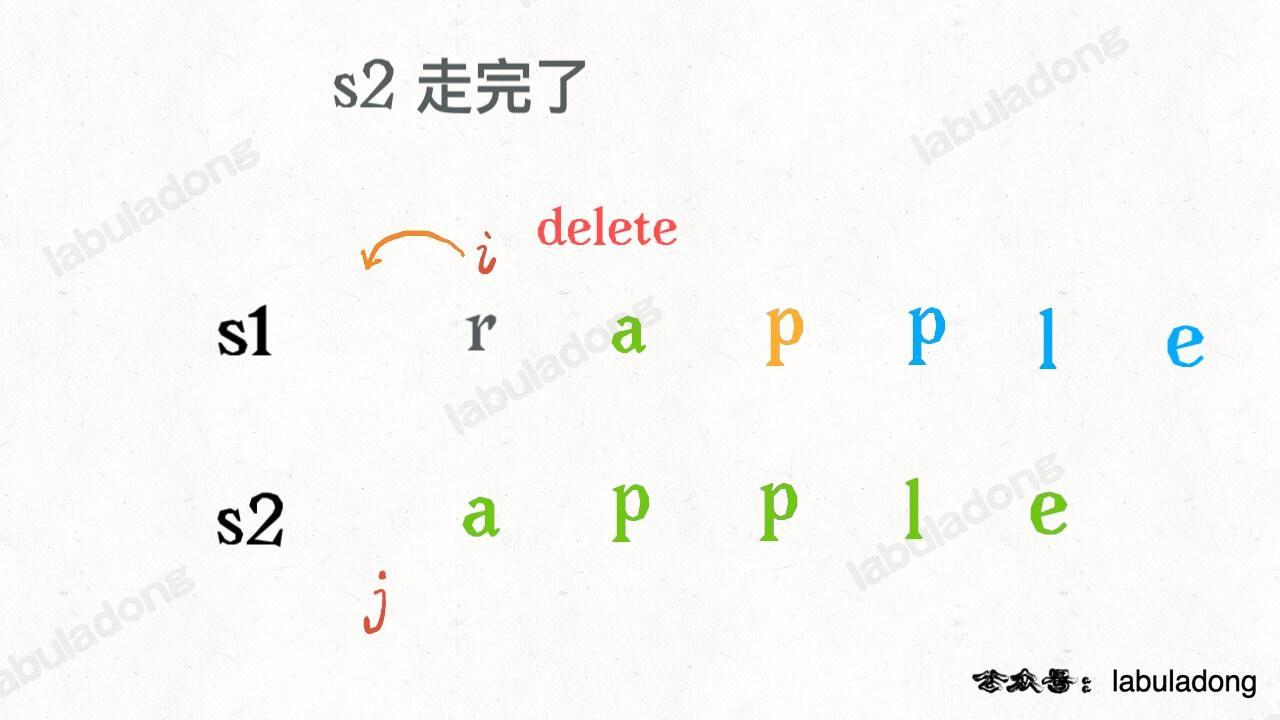 s2 走完了
labuladong
labuladong
i delete
s1 r a p p l e
labuladong
s2 a p p l e
labuladong
j
labuladong
公众号：labuladong